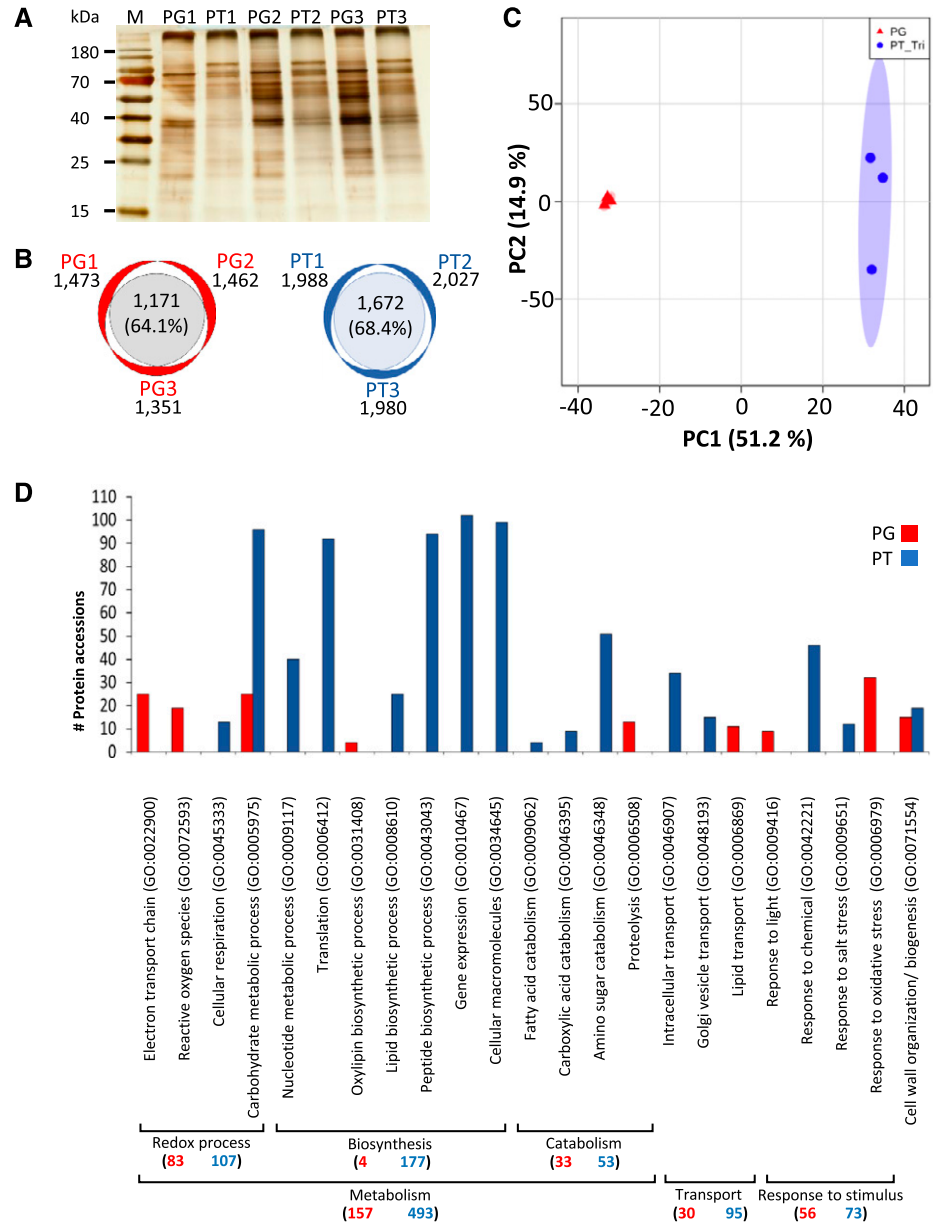 A
kDa M PG1 PT1 PG2 PT2 PG3 PT3
180
70
40
25
15
B
PG1
1,473
PG2
1,462
1,171
(64.1%)
PG3
1,351
PT1
1,988
PT2
2,027
1,672
(68.4%)
PT3
1,980
C
PG
PT_Tri
PC2 (14.9 %)
50
0
-50
-40 -20 0 20 40
PC1 (51.2 %)
D
# Protein accessions
110
100
90
80
70
60
50
40
30
20
10
0
PG
PT
Electron transport chain (GO:0022900)
Reactive oxygen species (GO:0072593)
Cellular respiration (GO:0045333)
Carbohydrate metabolic process (GO:0005975)
Nucleotide metabolic process (GO:0009117)
Translation (GO:0006412)
Oxylipin biosynthetic process (GO:0031408)
Lipid biosynthetic process (GO:0008610)
Peptide biosynthetic process (GO:0043043)
Gene expression (GO:0010467)
Cellular macromolecules (GO:0034645)
Fatty acid catabolism (GO:0009062)
Carboxylic acid catabolism (GO:0046395)
Amino sugar catabolism (GO:0046348)
Proteolysis (GO:0006508)
Intracellular transport (GO:0046907)
Golgi vesicle transport (GO:0048193)
Lipid transport (GO:0006869)
Reponse to light (GO:0009416)
Response to chemical (GO:0042221)
Response to salt stress (GO:0009651)
Response to oxidative stress (GO:0006979)
Cell wall organization/ biogenesis (GO:0071554)
Redox process
(83 107)
Biosynthesis
(4 177)
Catabolism
(33 53)
Metabolism
(157 493)
Transport
(30 95)
Response to stimulus
(56 73)